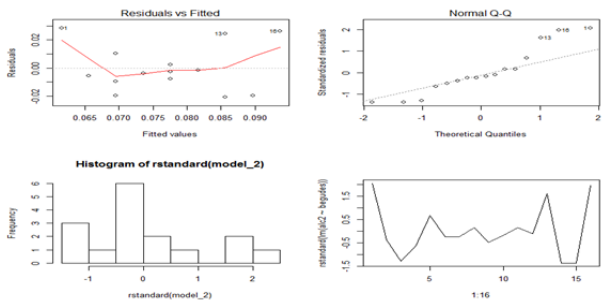 Residuals vs Fitted
Residuals
-0.02 0.00 0.02
1
13
16
0.065 0.070 0.075 0.080 0.085 0.090
Fitted values
Normal Q-Q
Standardized residuals
-1 0 1 2
13
16
1
-2 -1 0 1 2
Theoretical Quantiles
Histogram of rstandard(model_2)
Frequency
0 1 2 3 4 5 6
-1 0 1 2
rstandard(model_2)
-1.5 -0.5 0.5 1.5
5 10 15
1:16